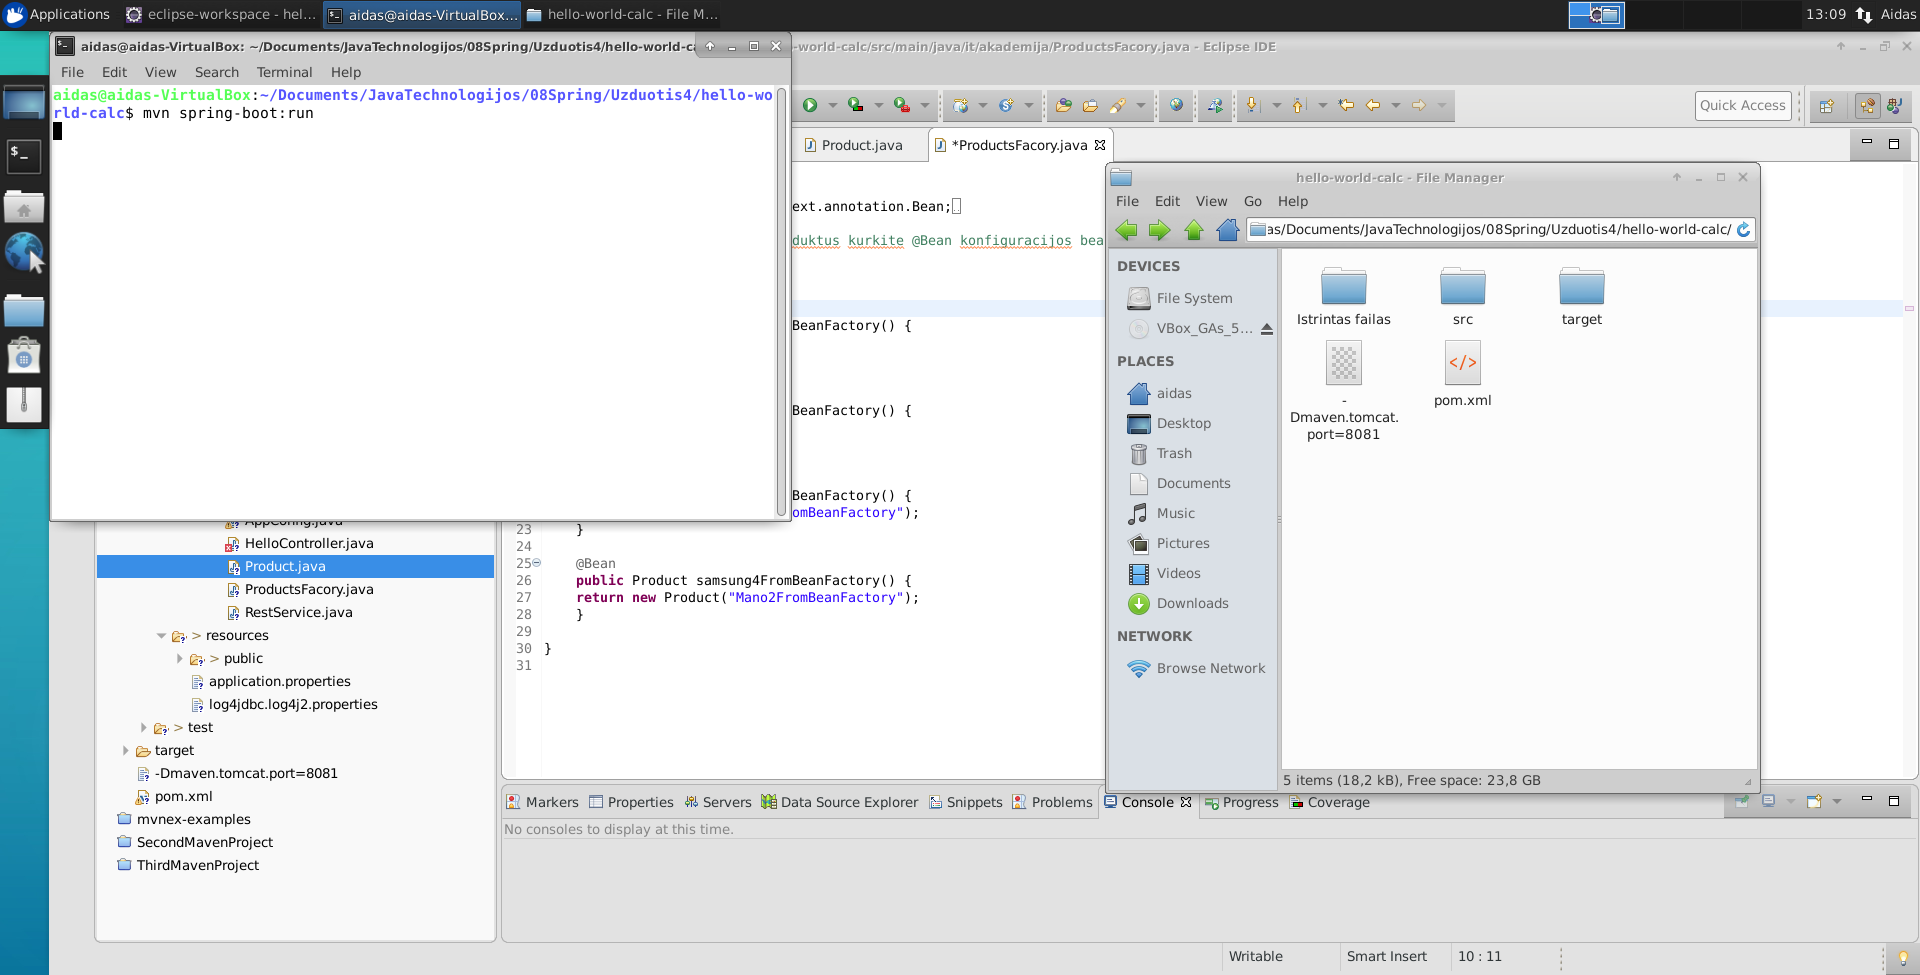 Applications
eclipse-workspace - hel...
aidas@aidas-VirtualBox...
hello-world-calc - File M...
13:09
Aidas
aidas@aidas-VirtualBox: ~/Documents/JavaTechnologijos/08Spring/Uzduotis4/hello-world-ca
-world-calc/src/main/java/it/akademija/ProductsFacory.java - Eclipse IDE
File Edit View Search Terminal Help
aidas@aidas-VirtualBox:~/Documents/JavaTechnologijos/08Spring/Uzduotis4/hello-wo
rld-calc$ mvn spring-boot:run
Quick Access
Product.java
*ProductsFacory.java
ext.annotation.Bean;
duktus kurkite @Bean konfiguracijos bea
BeanFactory() {
BeanFactory() {
BeanFactory() {
omBeanFactory");
23 }
24
25 @Bean
26 public Product samsung4FromBeanFactory() {
27 return new Product("Mano2FromBeanFactory");
28 }
29
30 }
31
AppConfig.java
HelloController.java
Product.java
ProductsFacory.java
RestService.java
> resources
> public
application.properties
log4jdbc.log4j2.properties
> test
target
-Dmaven.tomcat.port=8081
pom.xml
mvnex-examples
SecondMavenProject
ThirdMavenProject
hello-world-calc - File Manager
File Edit View Go Help
as/Documents/JavaTechnologijos/08Spring/Uzduotis4/hello-world-calc/
DEVICES
File System
VBox_GAs_5...
PLACES
aidas
Desktop
Trash
Documents
Music
Pictures
Videos
Downloads
NETWORK
Browse Network
Istrintas failas
src
target
-
Dmaven.tomcat.
port=8081
pom.xml
5 items (18,2 kB), Free space: 23,8 GB
Markers Properties Servers Data Source Explorer Snippets Problems Console Progress Coverage
No consoles to display at this time.
Writable
Smart Insert
10 : 11